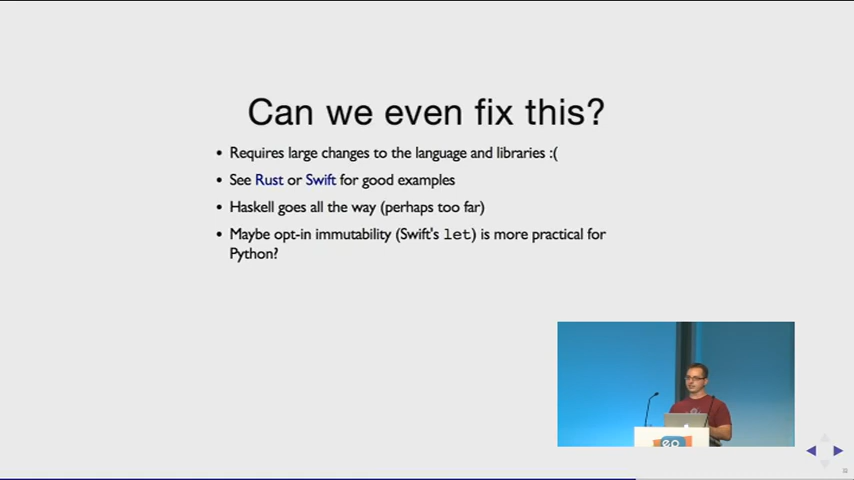 Can we even fix this?
• Requires large changes to the language and libraries :(
• See Rust or Swift for good examples
• Haskell goes all the way (perhaps too far)
• Maybe opt-in immutability (Swift's let) is more practical for
Python?
ep